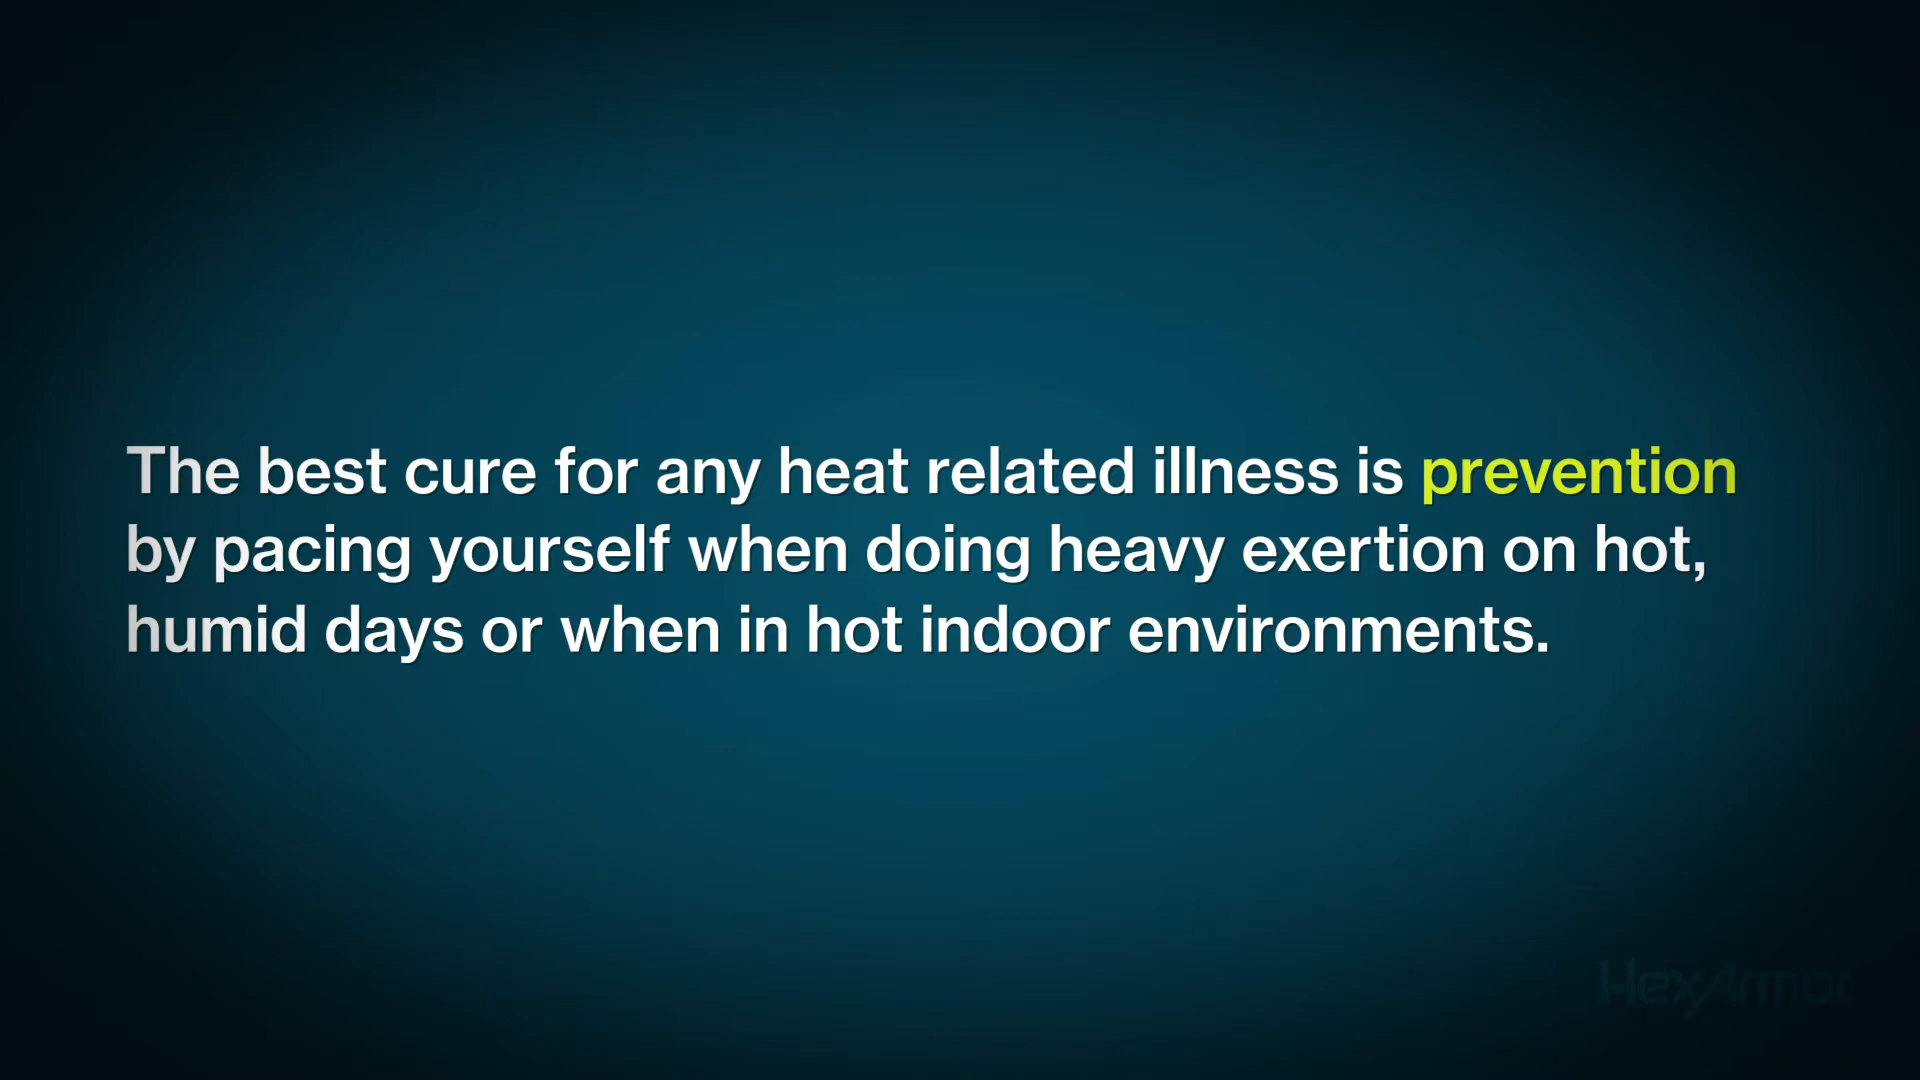 The best cure for any heat related illness is prevention
by pacing yourself when doing heavy exertion on hot,
humid days or when in hot indoor environments.
HexArmor